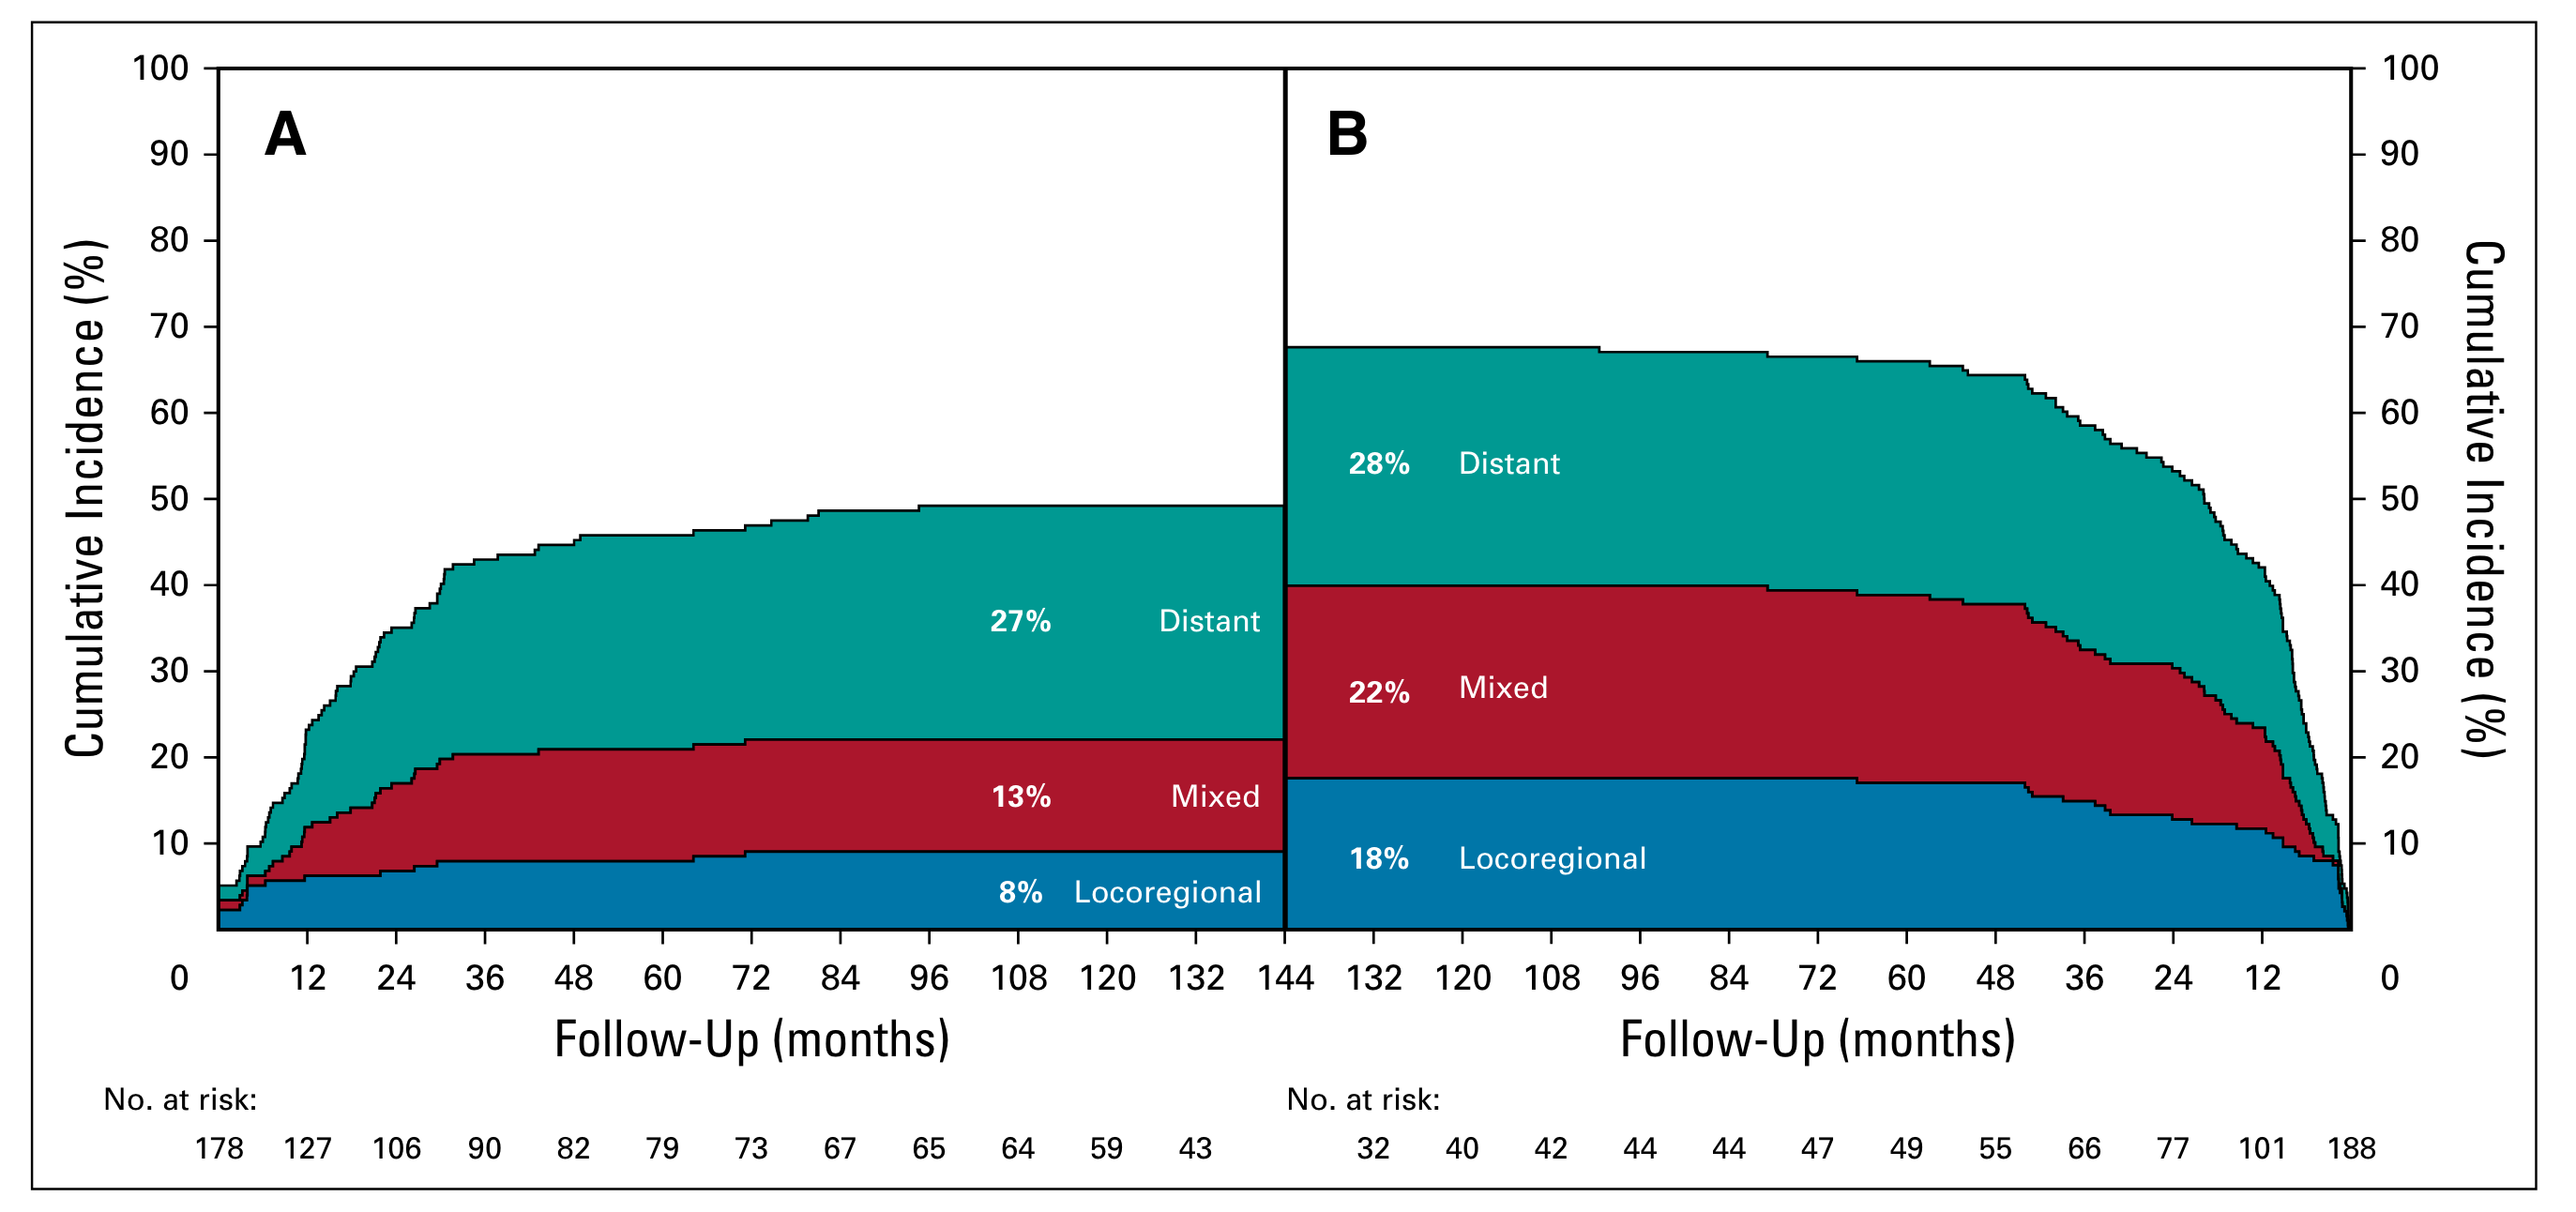 A
B
100
90
80
70
60
50
40
30
20
10
0
Cumulative Incidence (%)
27% Distant
13% Mixed
8% Locoregional
28% Distant
22% Mixed
18% Locoregional
100
90
80
70
60
50
40
30
20
10
0
Cumulative Incidence (%)
12 24 36 48 60 72 84 96 108 120 132 144 132 120 108 96 84 72 60 48 36 24 12
Follow-Up (months)
Follow-Up (months)
No. at risk:
178 127 106 90 82 79 73 67 65 64 59 43
No. at risk:
32 40 42 44 44 47 49 55 66 77 101 188